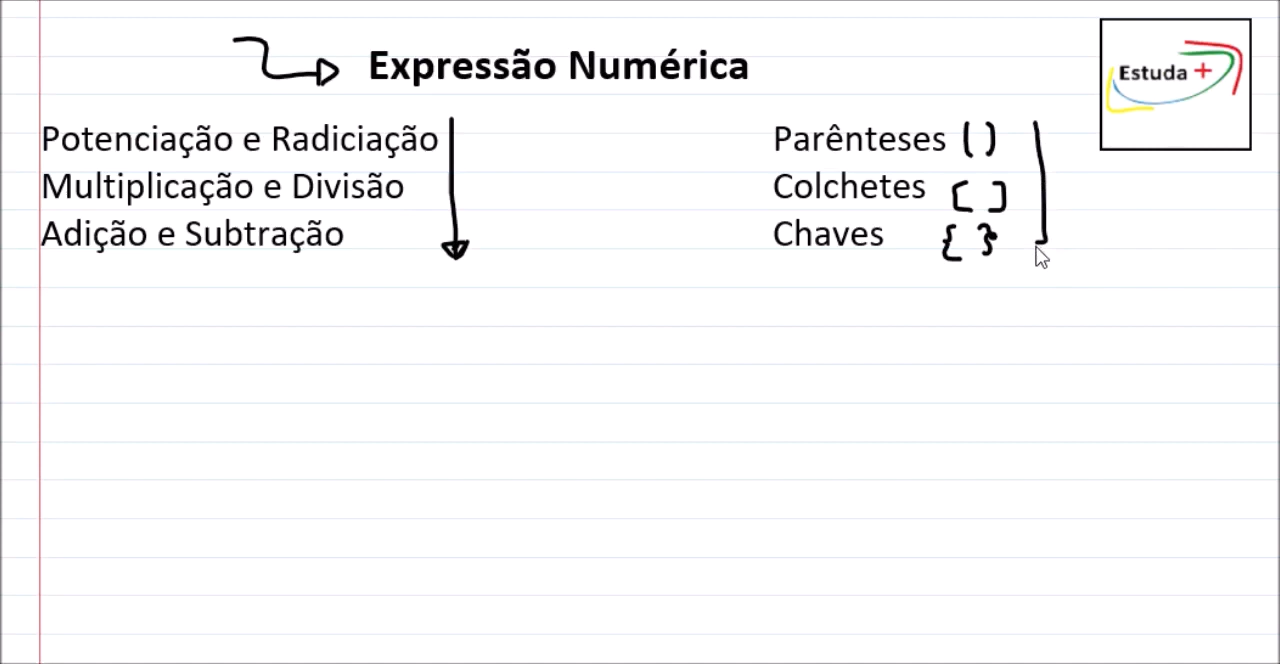 Expressão Numérica
Estuda +
Potenciação e Radiciação
Multiplicação e Divisão
Adição e Subtração
Parênteses ( )
Colchetes [ ]
Chaves { }